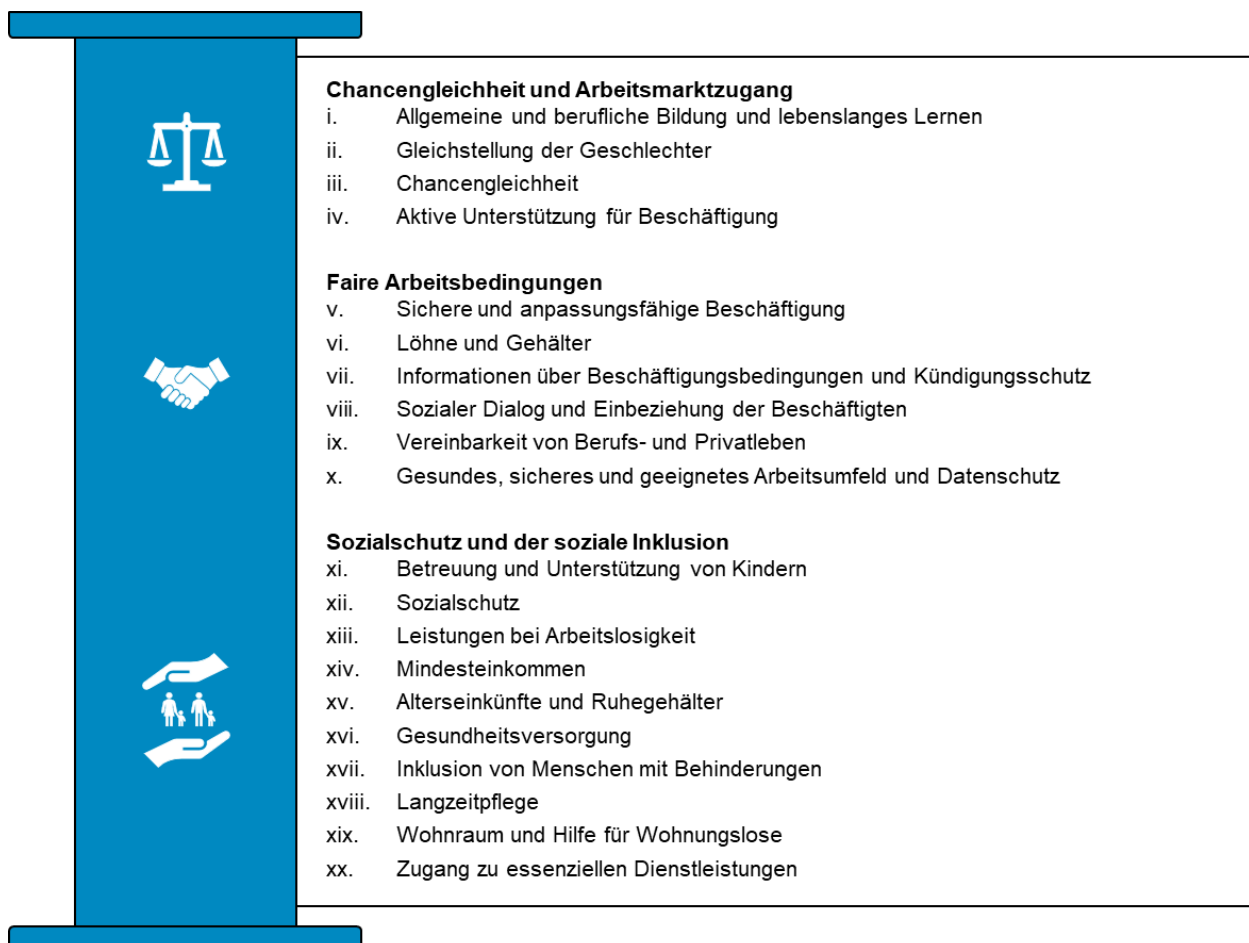 Chancengleichheit und Arbeitsmarktzugang
i. Allgemeine und berufliche Bildung und lebenslanges Lernen
ii. Gleichstellung der Geschlechter
iii. Chancengleichheit
iv. Aktive Unterstützung für Beschäftigung
Faire Arbeitsbedingungen
v. Sichere und anpassungsfähige Beschäftigung
vi. Löhne und Gehälter
vii. Informationen über Beschäftigungsbedingungen und Kündigungsschutz
viii. Sozialer Dialog und Einbeziehung der Beschäftigten
ix. Vereinbarkeit von Berufs- und Privatleben
x. Gesundes, sicheres und geeignetes Arbeitsumfeld und Datenschutz
Sozialschutz und der soziale Inklusion
xi. Betreuung und Unterstützung von Kindern
xii. Sozialschutz
xiii. Leistungen bei Arbeitslosigkeit
xiv. Mindesteinkommen
xv. Alterseinkünfte und Ruhegehälter
xvi. Gesundheitsversorgung
xvii. Inklusion von Menschen mit Behinderungen
xviii. Langzeitpflege
xix. Wohnraum und Hilfe für Wohnungslose
xx. Zugang zu essenziellen Dienstleistungen